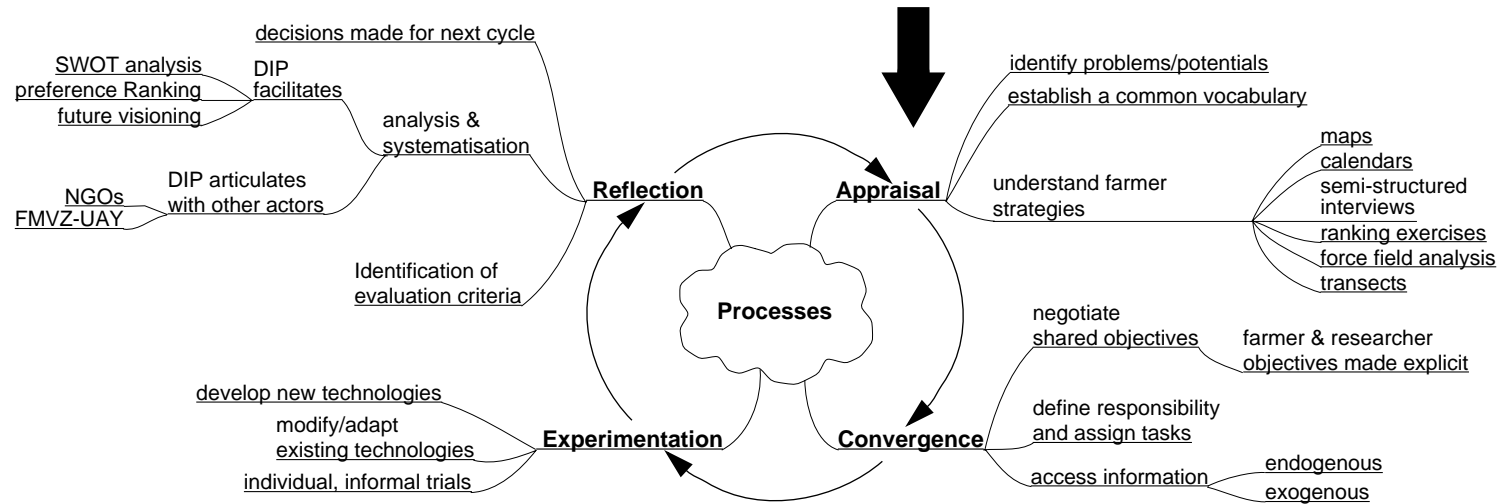 decisions made for next cycle
SWOT analysis
preference Ranking
future visioning
DIP
facilitates
analysis &
systematisation
NGOs
FMVZ-UAY
DIP articulates
with other actors
Reflection
Identification of
evaluation criteria
Appraisal
identify problems/potentials
establish a common vocabulary
understand farmer
strategies
maps
calendars
semi-structured
interviews
ranking exercises
force field analysis
transects
Processes
develop new technologies
modify/adapt
existing technologies
individual, informal trials
Experimentation
Convergence
negotiate
shared objectives
farmer & researcher
objectives made explicit
define responsibility
and assign tasks
access information
endogenous
exogenous